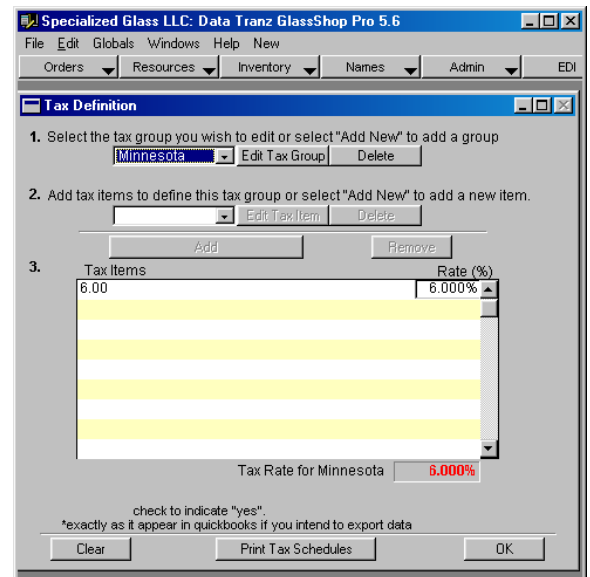 Specialized Glass LLC: Data Tranz GlassShop Pro 5.6
File Edit Globals Windows Help New
Orders Resources Inventory Names Admin EDI
Tax Definition
1. Select the tax group you wish to edit or select "Add New" to add a group
Minnesota Edit Tax Group Delete
2. Add tax items to define this tax group or select "Add New" to add a new item.
Edit Tax Item Delete
Add Remove
3. Tax Items Rate (%)
6.00 6.000%
Tax Rate for Minnesota 6.000%
check to indicate "yes".
*exactly as it appear in quickbooks if you intend to export data
Clear Print Tax Schedules OK